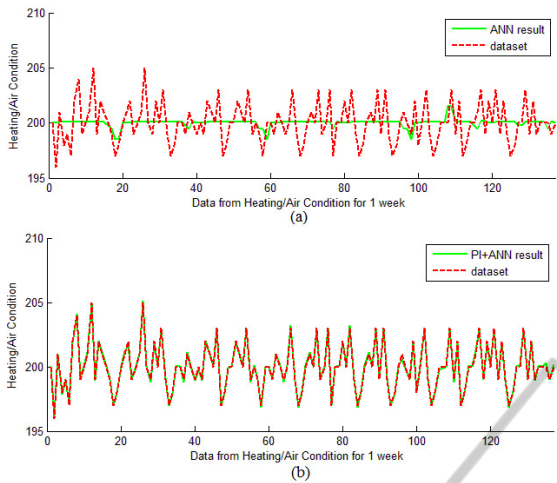 210
ANN result
dataset
205
200
195
Heating/Air Condition
0 20 40 60 80 100 120
Data from Heating/Air Condition for 1 week
(a)
210
PI+ANN result
dataset
205
200
195
Heating/Air Condition
0 20 40 60 80 100 120
Data from Heating/Air Condition for 1 week
(b)